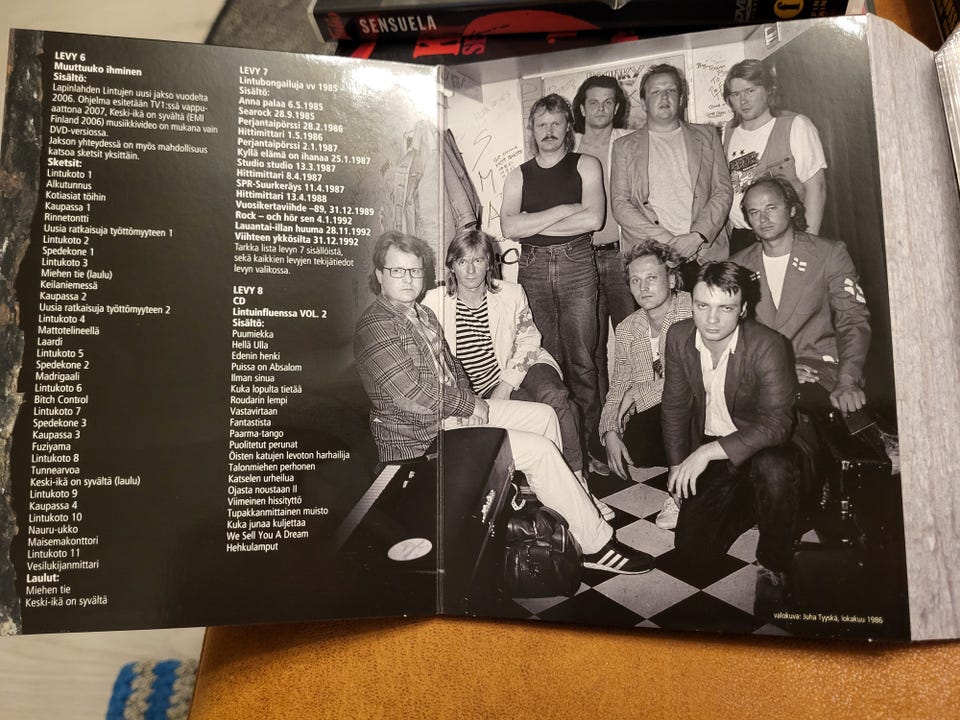 SENSUELA
LEVY 6
Muuttuuko ihminen
Sisältö:
Lapinlahden Lintujen uusi jakso vuodelta
2006. Ohjelma esitetään TV1:ssä vappu-
aattona 2007, Keski-ikä on syvältä (EMI
Finland 2006) musiikkivideo on mukana vain
DVD-versiossa.
Jakson yhteydessä on myös mahdollisuus
katsoa sketsit yksittäin.
Sketsit:
Lintukoto 1
Alkutunnus
Kotiasiat töihin
Kaupassa 1
Rinnetontti
Uusia ratkaisuja työttömyyteen 1
Lintukoto 2
Spedekone 1
Lintukoto 3
Miehen tie (laulu)
Keilaniemessä
Kaupassa 2
Uusia ratkaisuja työttömyyteen 2
Lintukoto 4
Mattotelineellä
Laardi
Lintukoto 5
Spedekone 2
Madrigaali
Lintukoto 6
Bitch Control
Lintukoto 7
Spedekone 3
Kaupassa 3
Fuziyama
Lintukoto 8
Tunnearvoa
Keski-ikä on syvältä (laulu)
Lintukoto 9
Kaupassa 4
Lintukoto 10
Nauru-ukko
Maisemakonttori
Lintukoto 11
Vesilukijanmittari
Laulut:
Miehen tie
Keski-ikä on syvältä
LEVY 7
Lintubongailuja vv 1985 –
Sisältö:
Anna palaa 6.5.1985
Searock 28.9.1985
Perjantaipörssi 28.2.1986
Hittimittari 1.5.1986
Perjantaipörssi 2.1.1987
Kyllä elämä on ihanaa 25.1.1987
Studio studio 13.3.1987
Hittimittari 8.4.1987
SPR-Suurkeräys 11.4.1987
Hittimittari 13.4.1988
Vuosikertaviihde –89, 31.12.1989
Rock – och hör sen 4.1.1992
Lauantai-illan huuma 28.11.1992
Viihteen ykkösilta 31.12.1992
Tarkka lista levyn 7 sisällöistä,
sekä kaikkien levyjen tekijätiedot
levyn valikossa.
LEVY 8
CD
Lintuinfluenssa VOL. 2
Sisältö:
Puumiekka
Hellä Ulla
Edenin henki
Puissa on Absalom
Ilman sinua
Kuka lopulta tietää
Roudarin lempi
Vastavirtaan
Fantastista
Paarma-tango
Puolitetut perunat
Öisten katujen levoton harhailija
Talonmiehen perhonen
Katselen urheilua
Ojasta noustaan II
Viimeinen hissityttö
Tupakkanmittainen muisto
Kuka junaa kuljettaa
We Sell You A Dream
Hehkulamput
valokuva: Juha Tyyskä, lokakuu 1986